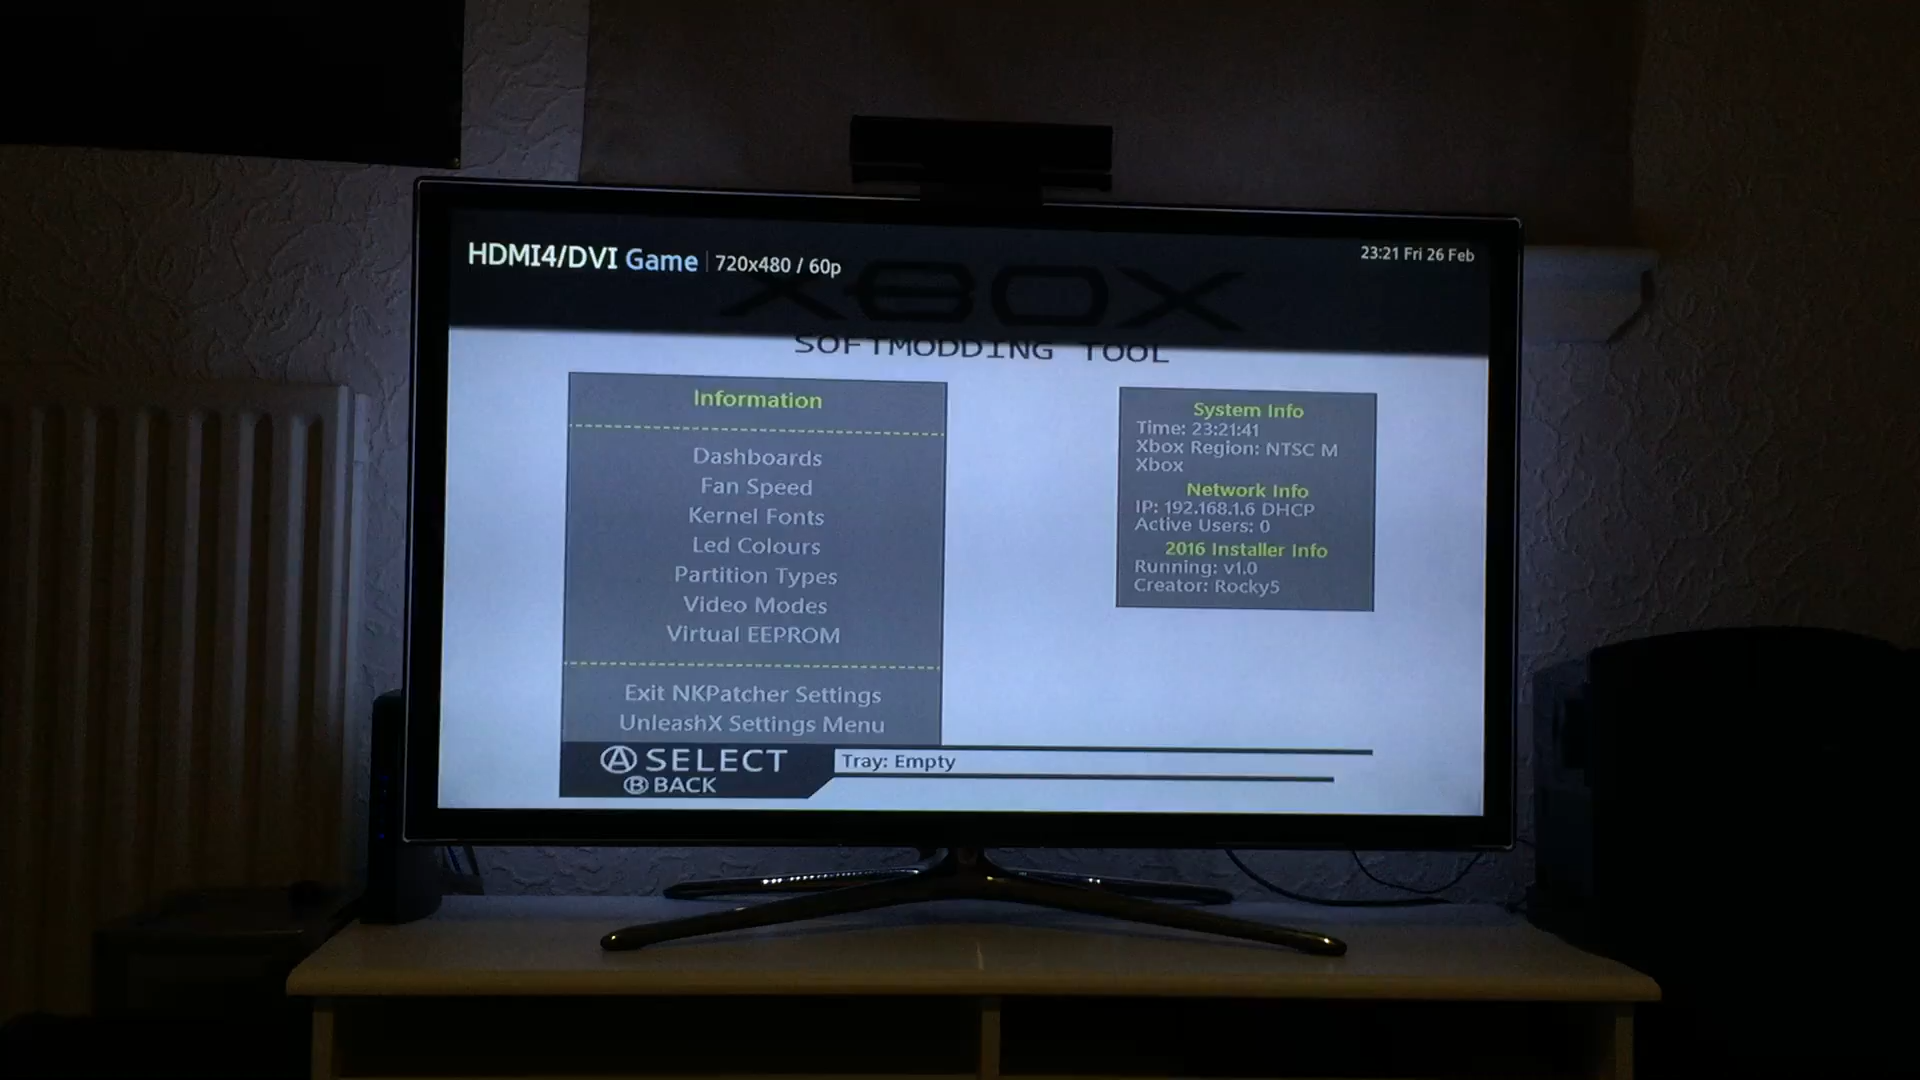 HDMI4/DVI Game 720x480 / 60p
23:21 Fri 26 Feb
XBOX
SOFTMODDING TOOL
Information
Dashboards
Fan Speed
Kernel Fonts
Led Colours
Partition Types
Video Modes
Virtual EEPROM
Exit NKPatcher Settings
UnleashX Settings Menu
A SELECT
B BACK
Tray: Empty
System Info
Time: 23:21:41
Xbox Region: NTSC M
Xbox
Network Info
IP: 192.168.1.6 DHCP
Active Users: 0
2016 Installer Info
Running: v1.0
Creator: Rocky5